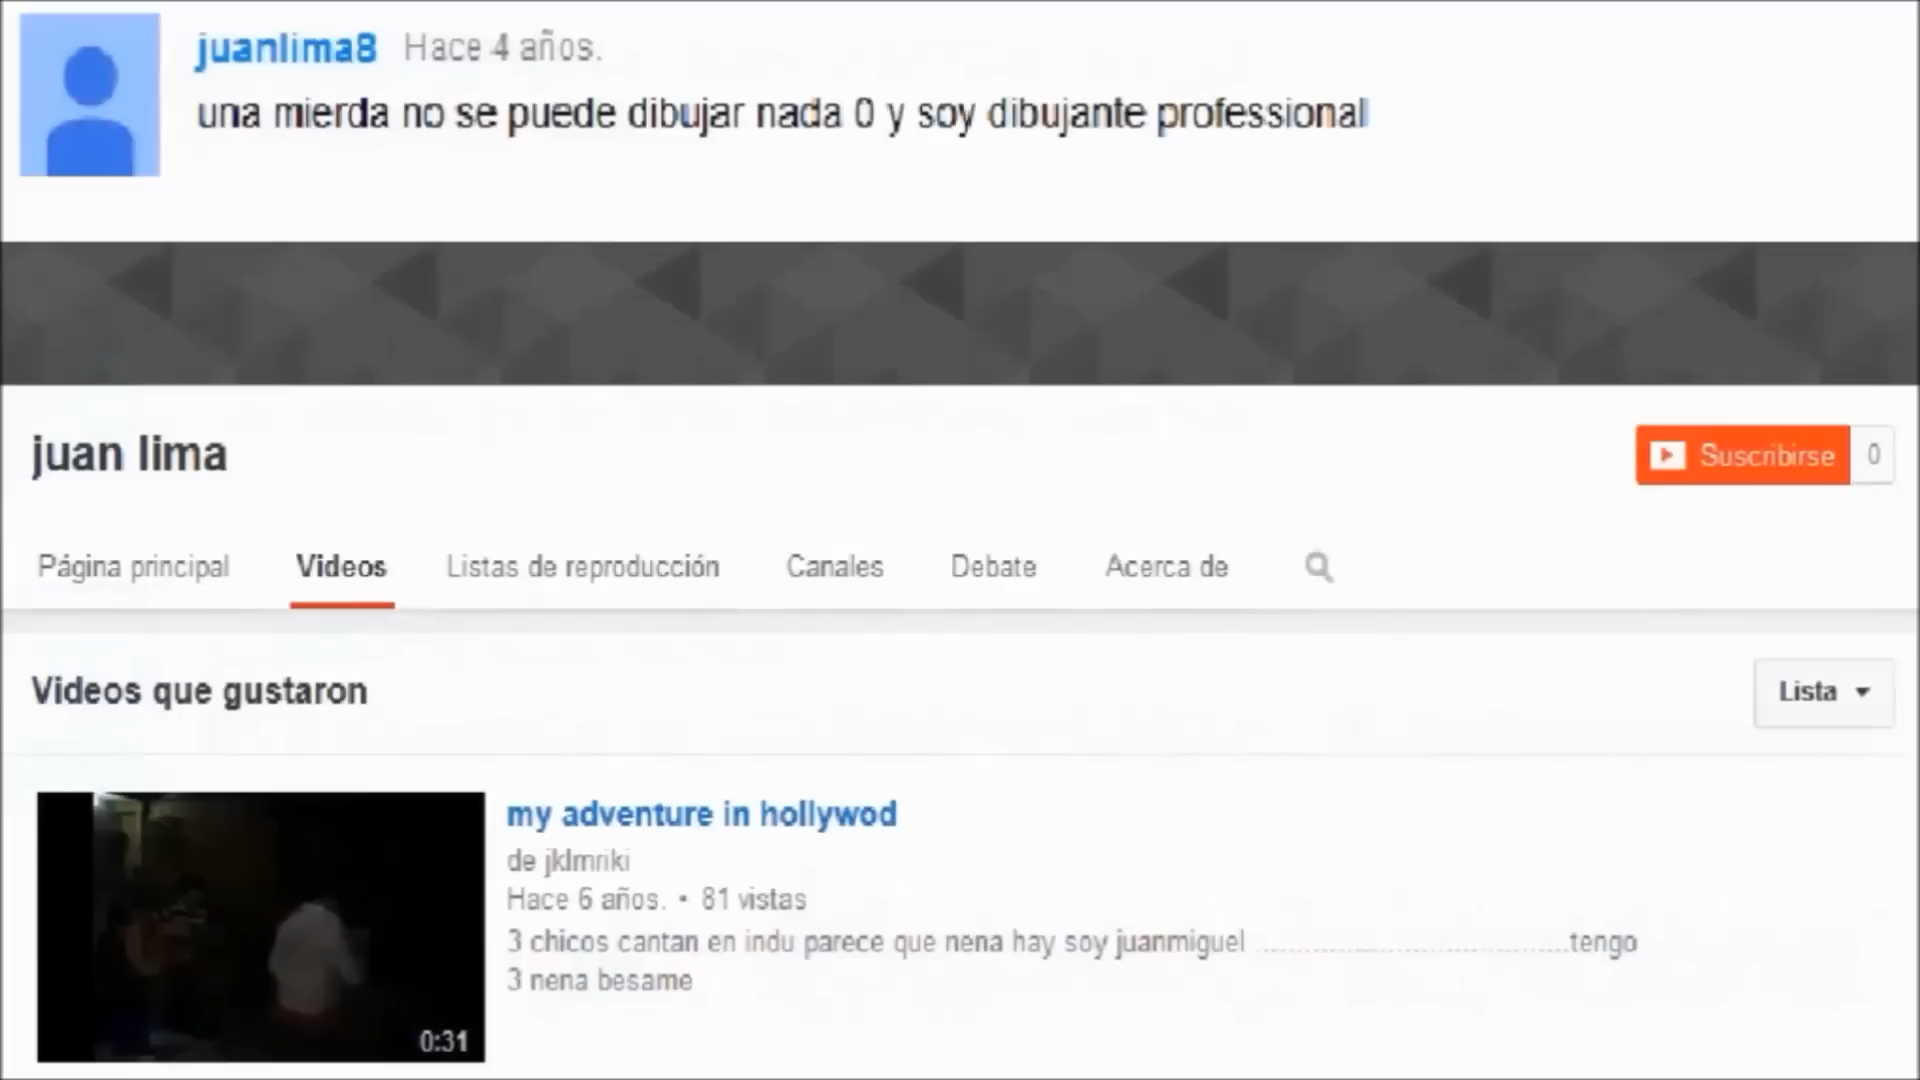 juanlima8 Hace 4 años.
una mierda no se puede dibujar nada 0 y soy dibujante professional
juan lima
Suscribirse 0
Página principal Videos Listas de reproducción Canales Debate Acerca de
Videos que gustaron
Lista
my adventure in hollywod
de jklmriki
Hace 6 años. • 81 vistas
3 chicos cantan en indu parece que nena hay soy juanmiguel ........................................tengo
3 nena besame
0:31